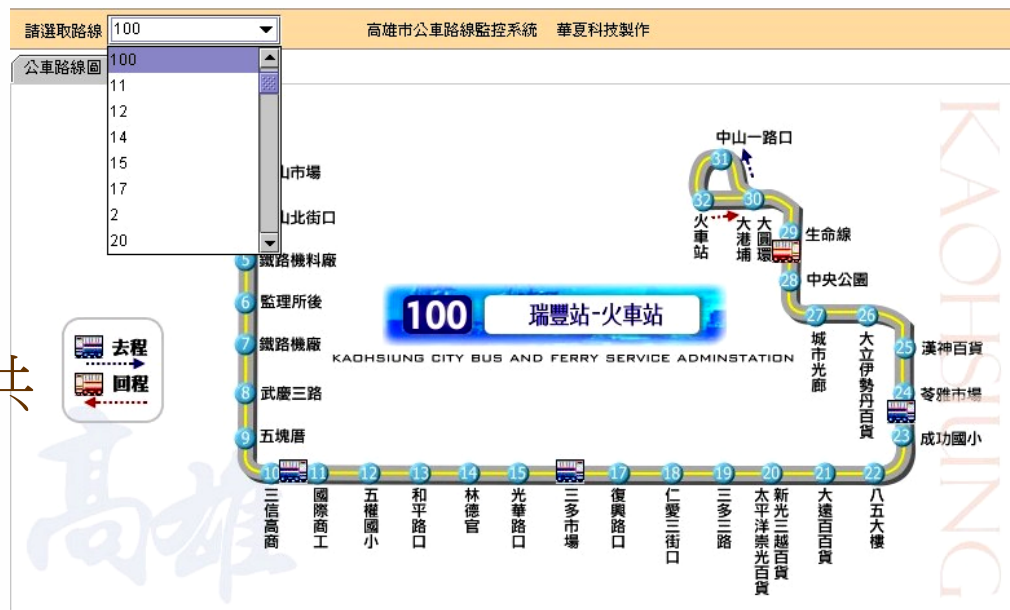 請選取路線 100 高雄市公車路線監控系統 華夏科技製作
公車路線圖
100
11
12
14
15
17
2
20
山市場
山北街口
5 鐵路機料廠
6 監理所後
7 鐵路機廠
8 武慶三路
9 五塊厝
去程
回程
共
100 瑞豐站-火車站
KAOHSIUNG CITY BUS AND FERRY SERVICE ADMINSTATION
10 三信高商
11 國際商工
12 五權國小
13 和平路口
14 林德官
15 光華路口
三多市場
17 復興路口
18 仁愛三街口
19 三多三路
20 新光三越百貨
太平洋崇光百貨
21 大遠百百貨
22 八五大樓
23 成功國小
24 苓雅市場
25 漢神百貨
26 大立伊勢丹百貨
27 城市光廊
28 中央公園
29 生命線
30 大圓環
大港埔
31 中山一路口
32 火車站
高雄
KAOHSIUNG